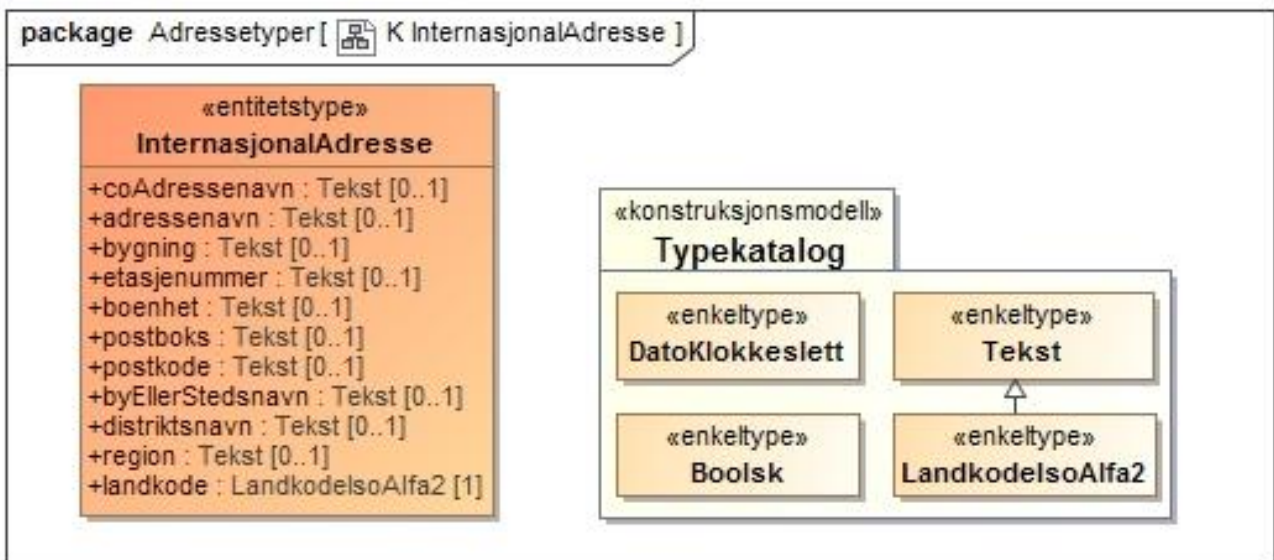 package Adressetyper [ K InternasjonalAdresse ]
«entitetstype»
InternasjonalAdresse
+coAdressenavn : Tekst [0..1]
+adressenavn : Tekst [0..1]
+bygning : Tekst [0..1]
+etasjenummer : Tekst [0..1]
+boenhet : Tekst [0..1]
+postboks : Tekst [0..1]
+postkode : Tekst [0..1]
+byEllerStedsnavn : Tekst [0..1]
+distriktsnavn : Tekst [0..1]
+region : Tekst [0..1]
+landkode : LandkodeIsoAlfa2 [1]
«konstruksjonsmodell»
Typekatalog
«enkeltype»
DatoKlokkeslett
«enkeltype»
Tekst
«enkeltype»
Boolsk
«enkeltype»
LandkodeIsoAlfa2